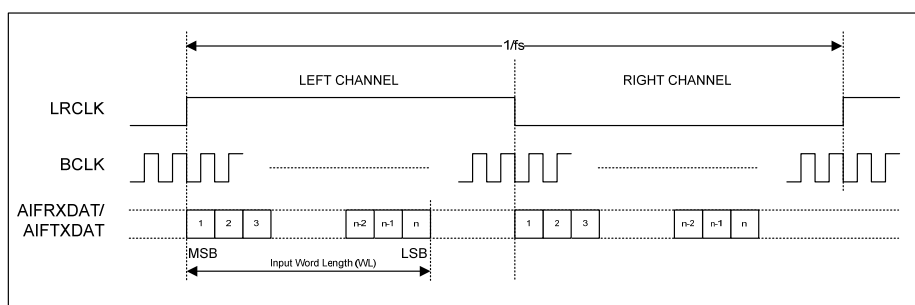 1/fs
LEFT CHANNEL
RIGHT CHANNEL
LRCLK
BCLK
AIFRXDAT/
AIFTXDAT
1 2 3 n-2 n-1 n 1 2 3 n-2 n-1 n
MSB LSB
Input Word Length (WL)